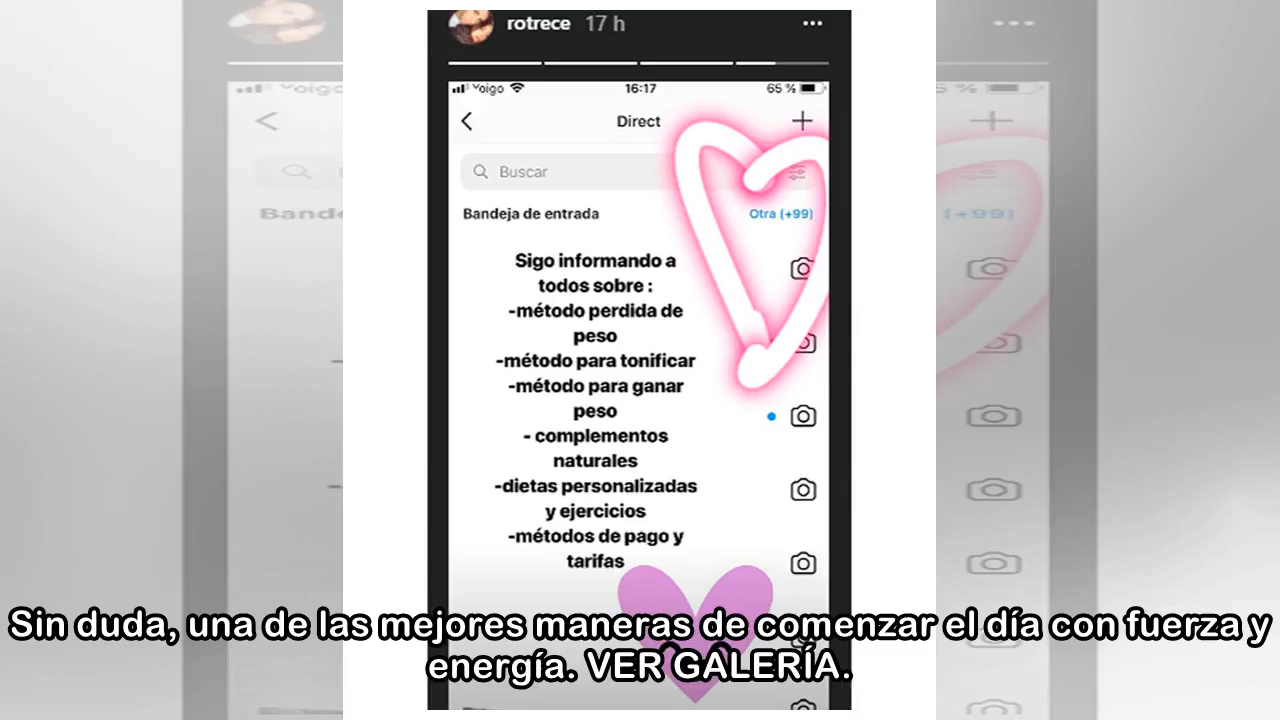 rotrece 17 h
Yoigo 16:17 65 %
Direct
Buscar
Bandeja de entrada Otra (+99)
Sigo informando a
todos sobre :
-método perdida de
peso
-método para tonificar
-método para ganar
peso
- complementos
naturales
-dietas personalizadas
y ejercicios
-métodos de pago y
tarifas
Sin duda, una de las mejores maneras de comenzar el día con fuerza y
energía. VER GALERÍA.